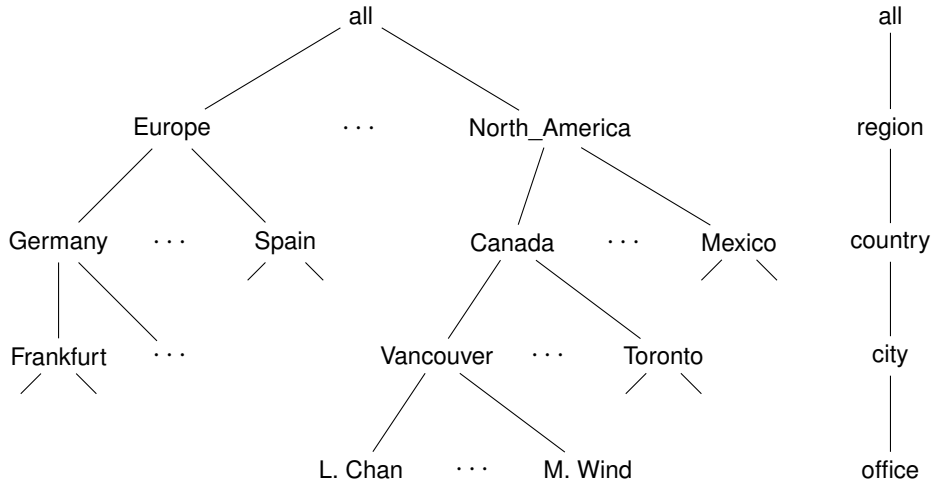 all all
Europe ... North_America region
Germany ... Spain Canada ... Mexico country
Frankfurt ... Vancouver ... Toronto city
L. Chan ... M. Wind office